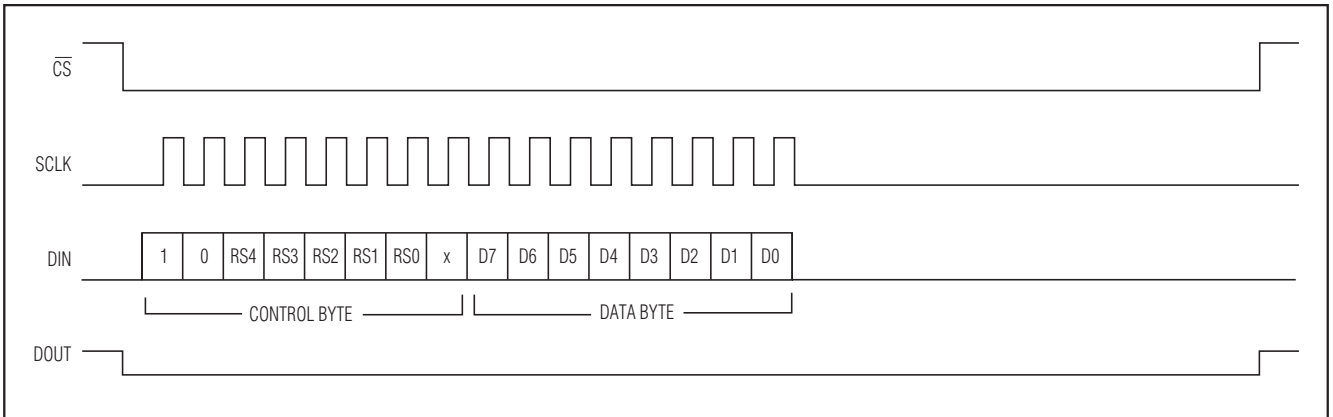 C̅S̅
SCLK
DIN 1 0 RS4 RS3 RS2 RS1 RS0 x D7 D6 D5 D4 D3 D2 D1 D0
CONTROL BYTE DATA BYTE
DOUT